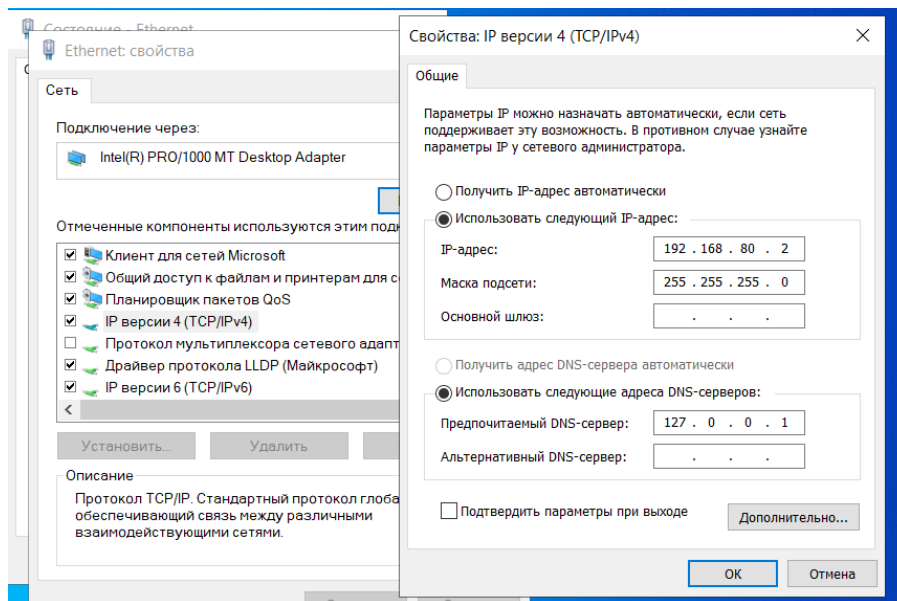 Состояние - Ethernet
Ethernet: свойства
Сеть
Подключение через:
Intel(R) PRO/1000 MT Desktop Adapter
Отмеченные компоненты используются этим
Клиент для сетей Microsoft
Общий доступ к файлам и принтерам для
Планировщик пакетов QoS
IP версии 4 (TCP/IPv4)
Протокол мультиплексора сетевого
Драйвер протокола LLDP (Майкрософт)
IP версии 6 (TCP/IPv6)
Установить...
Удалить
Описание
Протокол TCP/IP. Стандартный протокол
обеспечивающий связь между различными
взаимодействующими сетями.
Свойства: IP версии 4 (TCP/IPv4)
Общие
Параметры IP можно назначать автоматически, если сеть
поддерживает эту возможность. В противном случае узнайте
параметры IP у сетевого администратора.
Получить IP-адрес автоматически
Использовать следующий IP-адрес:
IP-адрес: 192 . 168 . 80 . 2
Маска подсети: 255 . 255 . 255 . 0
Основной шлюз: . . .
Получить адрес DNS-сервера автоматически
Использовать следующие адреса DNS-серверов:
Предпочитаемый DNS-сервер: 127 . 0 . 0 . 1
Альтернативный DNS-сервер: . . .
Подтвердить параметры при выходе
Дополнительно...
ОК
Отмена